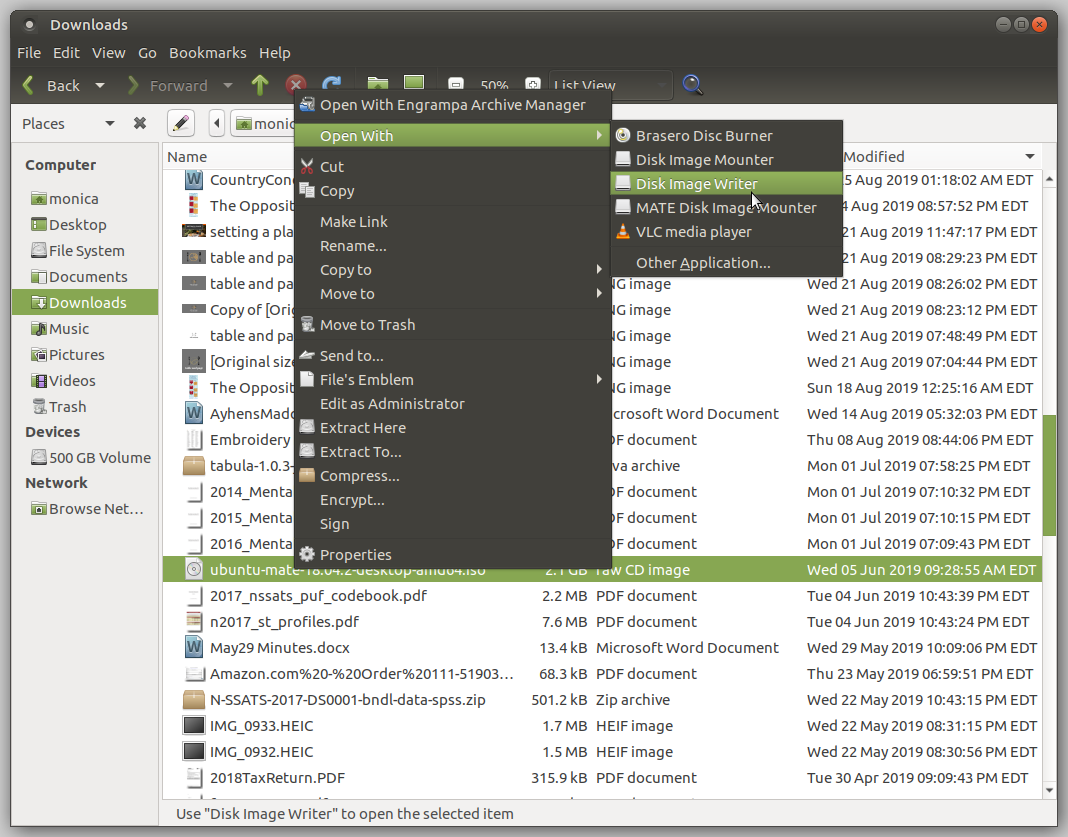 Downloads
File Edit View Go Bookmarks Help
Back Forward 50% List View
Places monic
Computer
monica
Desktop
File System
Documents
Downloads
Music
Pictures
Videos
Trash
Devices
500 GB Volume
Network
Browse Net…
Name Modified
CountryCon 5 Aug 2019 01:18:02 AM EDT
The Opposit 4 Aug 2019 08:57:52 PM EDT
setting a pla 21 Aug 2019 11:47:17 PM EDT
table and pa 21 Aug 2019 08:29:23 PM EDT
table and pa NG image Wed 21 Aug 2019 08:26:02 PM EDT
Copy of [Orig NG image Wed 21 Aug 2019 08:23:12 PM EDT
table and pa NG image Wed 21 Aug 2019 07:48:49 PM EDT
[Original size NG image Wed 21 Aug 2019 07:04:44 PM EDT
The Opposit NG image Sun 18 Aug 2019 12:25:16 AM EDT
AyhensMado crosoft Word Document Wed 14 Aug 2019 05:32:03 PM EDT
Embroidery DF document Thu 08 Aug 2019 08:44:06 PM EDT
tabula-1.0.3- va archive Mon 01 Jul 2019 07:58:25 PM EDT
2014_Menta DF document Mon 01 Jul 2019 07:10:32 PM EDT
2015_Menta DF document Mon 01 Jul 2019 07:10:15 PM EDT
2016_Menta DF document Mon 01 Jul 2019 07:09:43 PM EDT
ubuntu-mate-18.04.2-desktop-amd64.iso 2.1 GB raw CD image Wed 05 Jun 2019 09:28:55 AM EDT
2017_nssats_puf_codebook.pdf 2.2 MB PDF document Tue 04 Jun 2019 10:43:39 PM EDT
n2017_st_profiles.pdf 7.6 MB PDF document Tue 04 Jun 2019 10:43:24 PM EDT
May29 Minutes.docx 13.4 kB Microsoft Word Document Wed 29 May 2019 10:09:06 PM EDT
Amazon.com%20-%20Order%20111-51903… 68.3 kB PDF document Thu 23 May 2019 06:59:51 PM EDT
N-SSATS-2017-DS0001-bndl-data-spss.zip 501.2 kB Zip archive Wed 22 May 2019 10:43:15 PM EDT
IMG_0933.HEIC 1.7 MB HEIF image Wed 22 May 2019 08:31:15 PM EDT
IMG_0932.HEIC 1.5 MB HEIF image Wed 22 May 2019 08:30:56 PM EDT
2018TaxReturn.PDF 315.9 kB PDF document Tue 30 Apr 2019 09:09:43 PM EDT
Open With Engrampa Archive Manager
Open With
Cut
Copy
Make Link
Rename...
Copy to
Move to
Move to Trash
Send to...
File's Emblem
Edit as Administrator
Extract Here
Extract To...
Compress...
Encrypt...
Sign
Properties
Brasero Disc Burner
Disk Image Mounter
Disk Image Writer
MATE Disk Image Mounter
VLC media player
Other Application...
Use "Disk Image Writer" to open the selected item